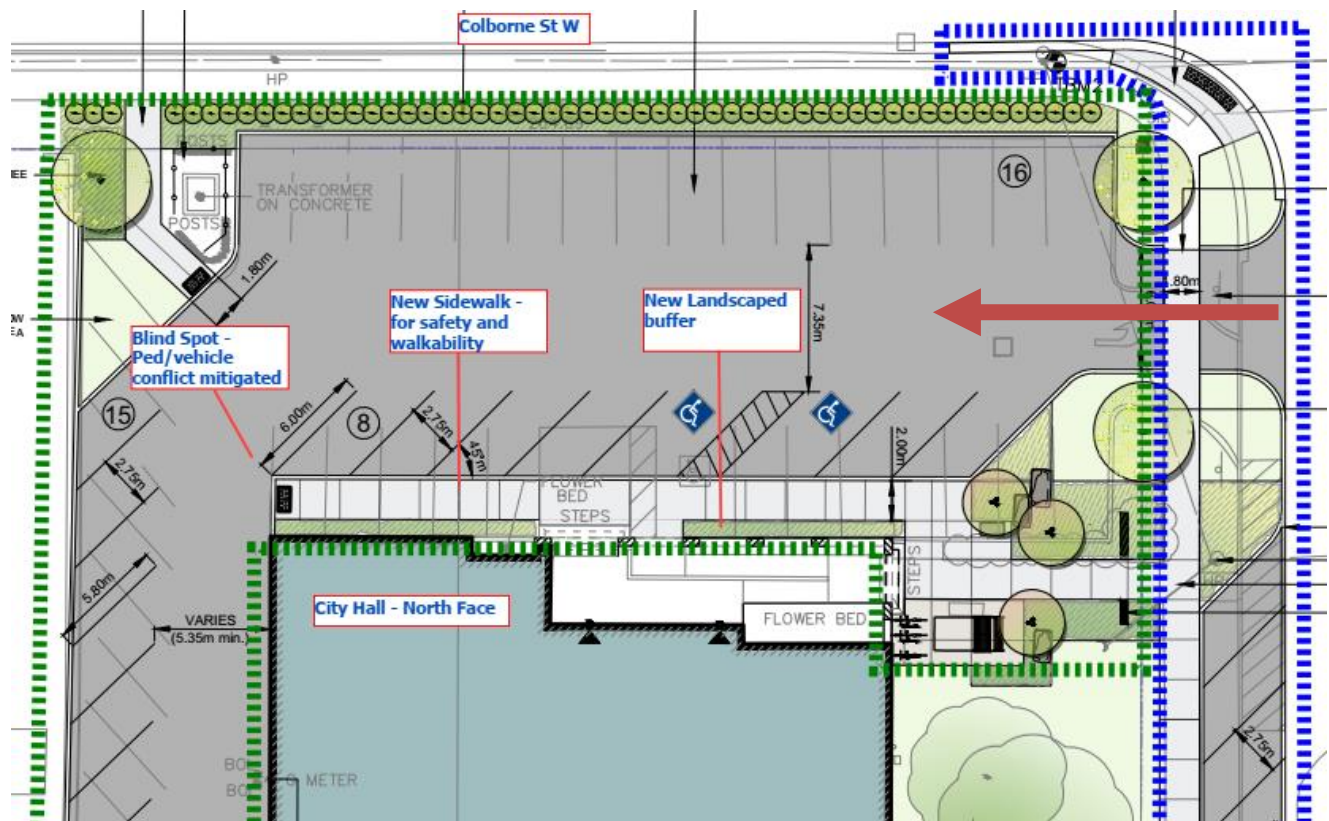 Colborne St W
HP
POSTS
TRANSFORMER
ON CONCRETE
POSTS
16
1.80m
1.80m
7.35m
New Sidewalk -
for safety and
walkability
New Landscaped
buffer
Blind Spot -
Ped/vehicle
conflict mitigated
15
6.00m
8
2.75m
45°m
2.75m
2.00m
FLOWER
BED
STEPS
5.80m
VARIES
(5.35m min.)
City Hall - North Face
STEPS
FLOWER BED
2.75m
METER